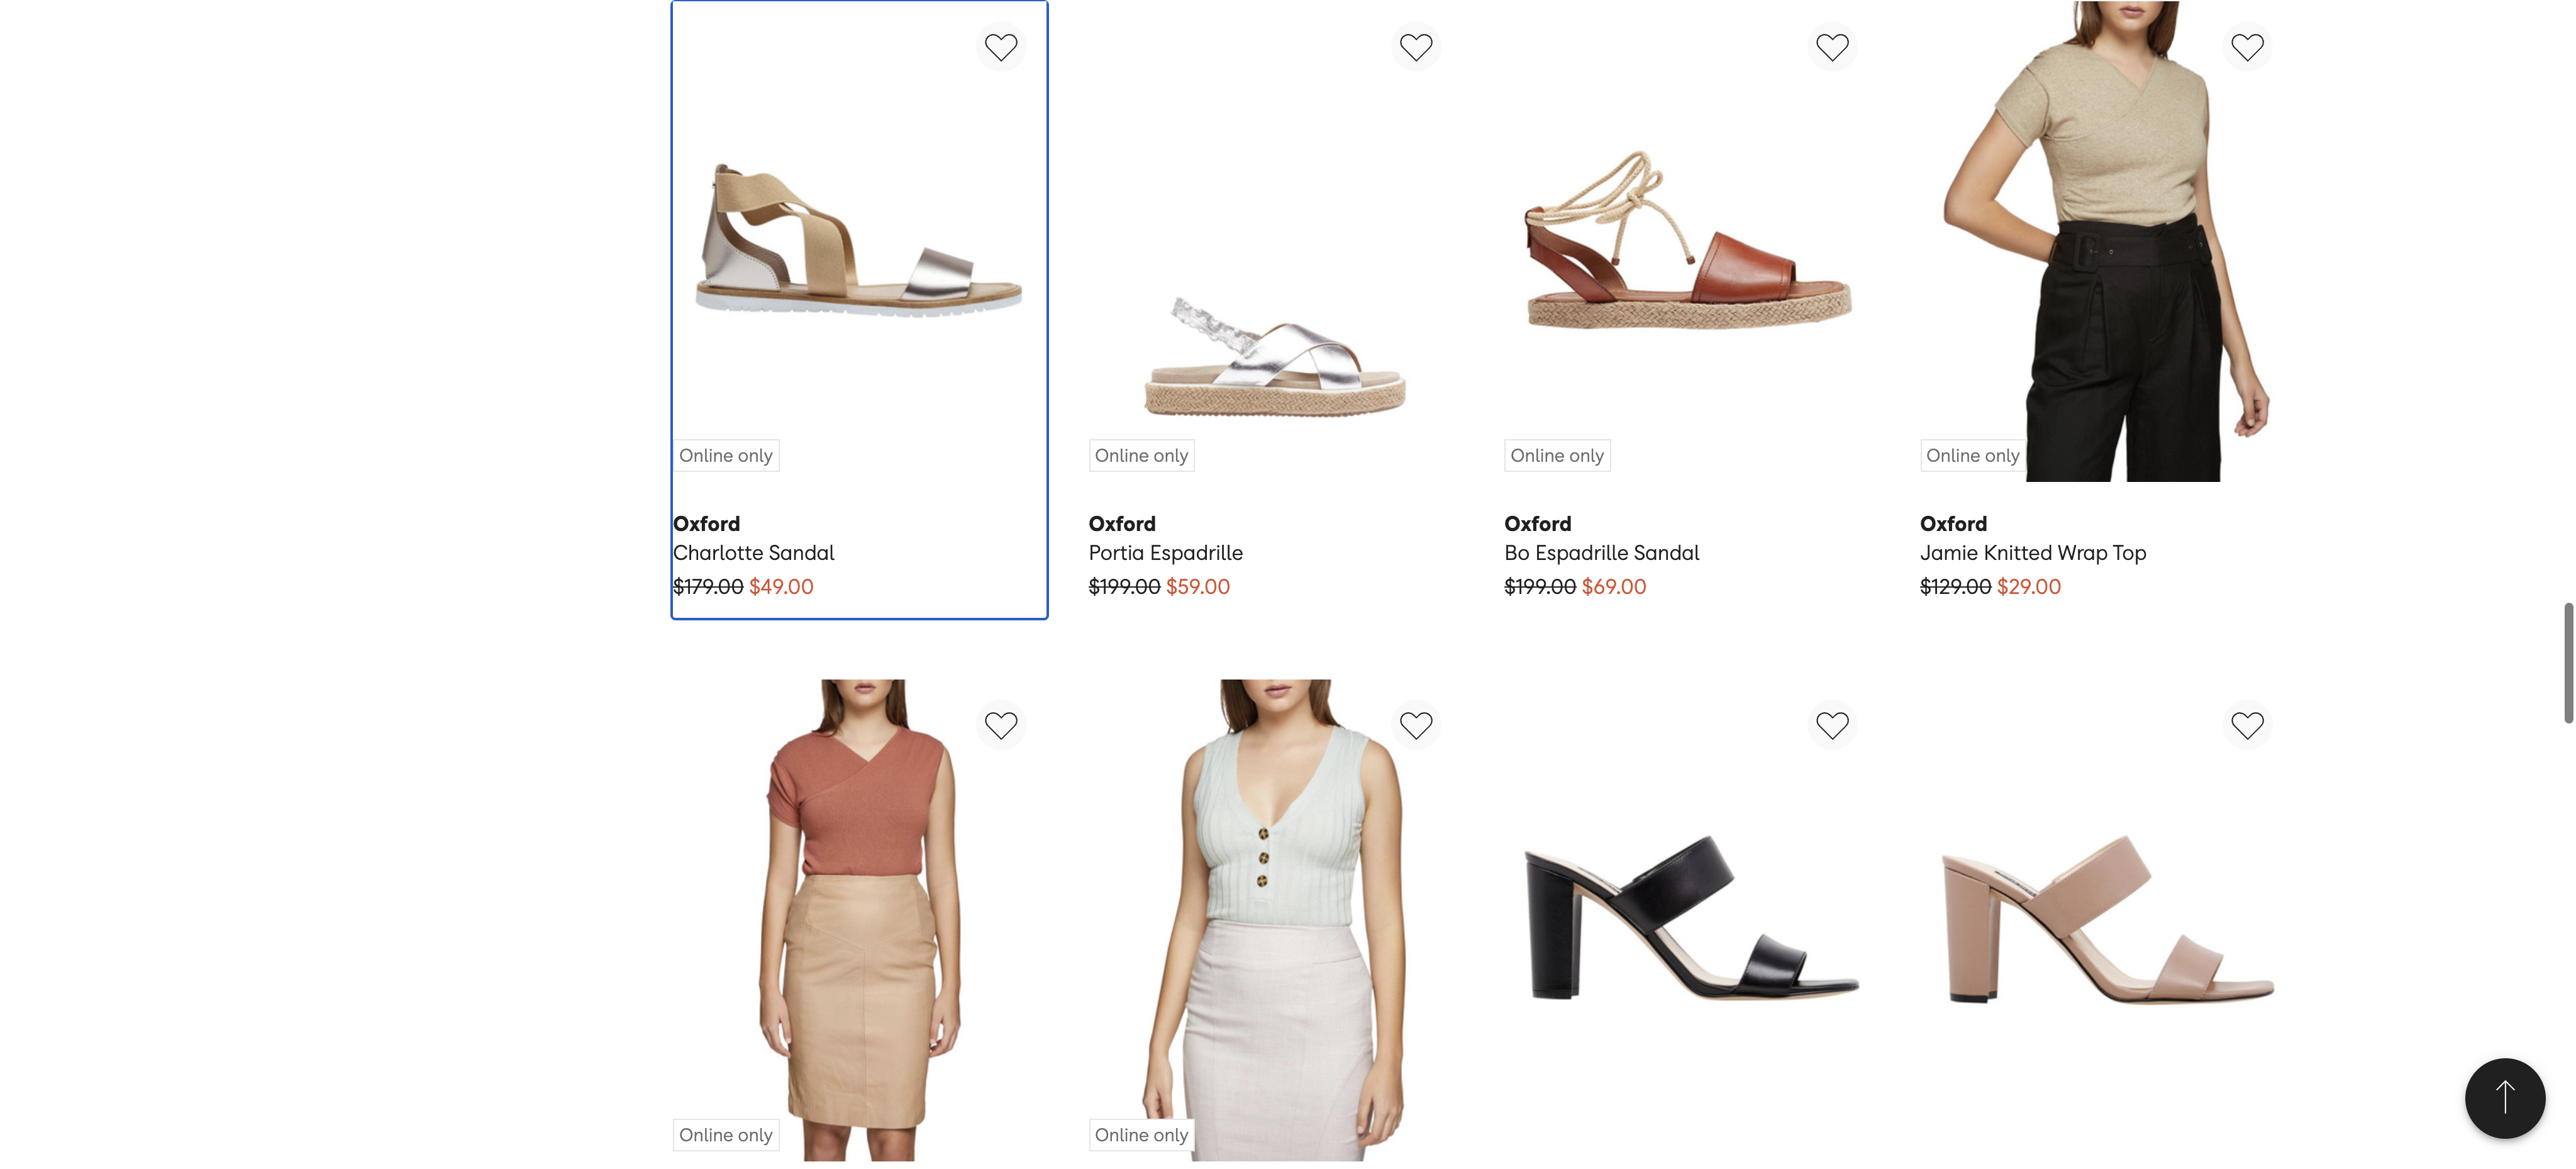 Online only
Online only
Online only
Online only
Oxford
Charlotte Sandal
$179.00 $49.00
Oxford
Portia Espadrille
$199.00 $59.00
Oxford
Bo Espadrille Sandal
$199.00 $69.00
Oxford
Jamie Knitted Wrap Top
$129.00 $29.00
Online only
Online only